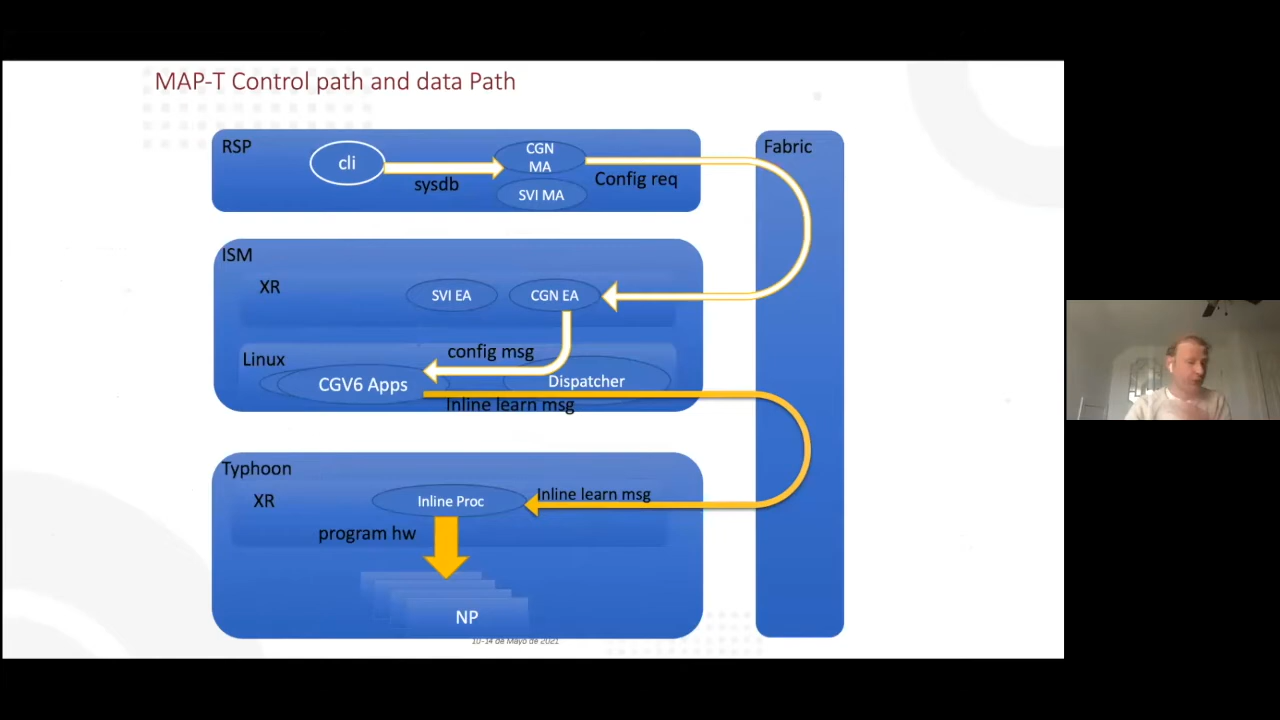 MAP-T Control path and data Path
RSP
cli
sysdb
CGN
MA
SVI MA
Config req
Fabric
ISM
XR
SVI EA
CGN EA
config msg
Linux
CGV6 Apps
Dispatcher
Inline learn msg
Typhoon
XR
Inline Proc
Inline learn msg
program hw
NP
10-14 de Mayo de 2021